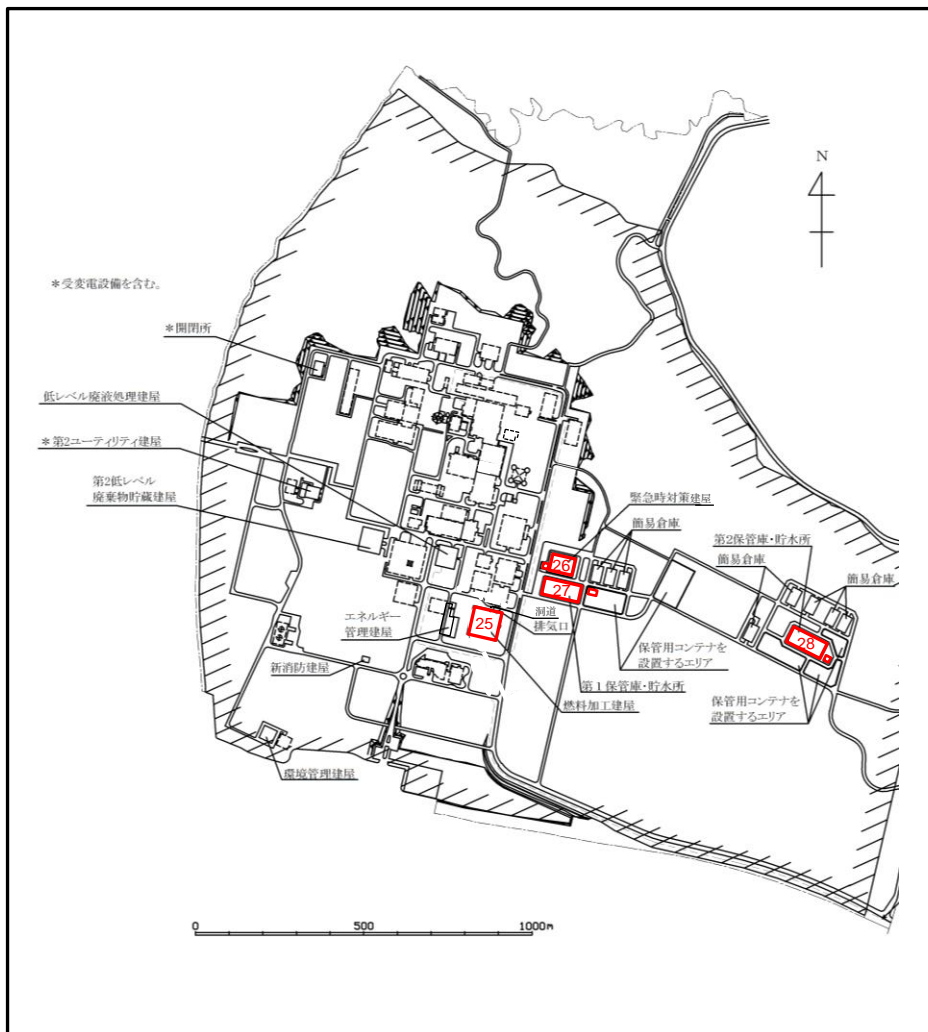 N
*受変電設備を含む。
*開閉所
低レベル廃液処理建屋
*第2ユーティリティ建屋
第2低レベル
廃棄物貯蔵建屋
緊急時対策建屋
簡易倉庫
第2保管庫・貯水所
簡易倉庫
簡易倉庫
26
27
28
25
エネルギー
管理建屋
洞道
排気口
新消防建屋
保管用コンテナを
設置するエリア
第1保管庫・貯水所
燃料加工建屋
保管用コンテナを
設置するエリア
環境管理建屋
0
500
1000m